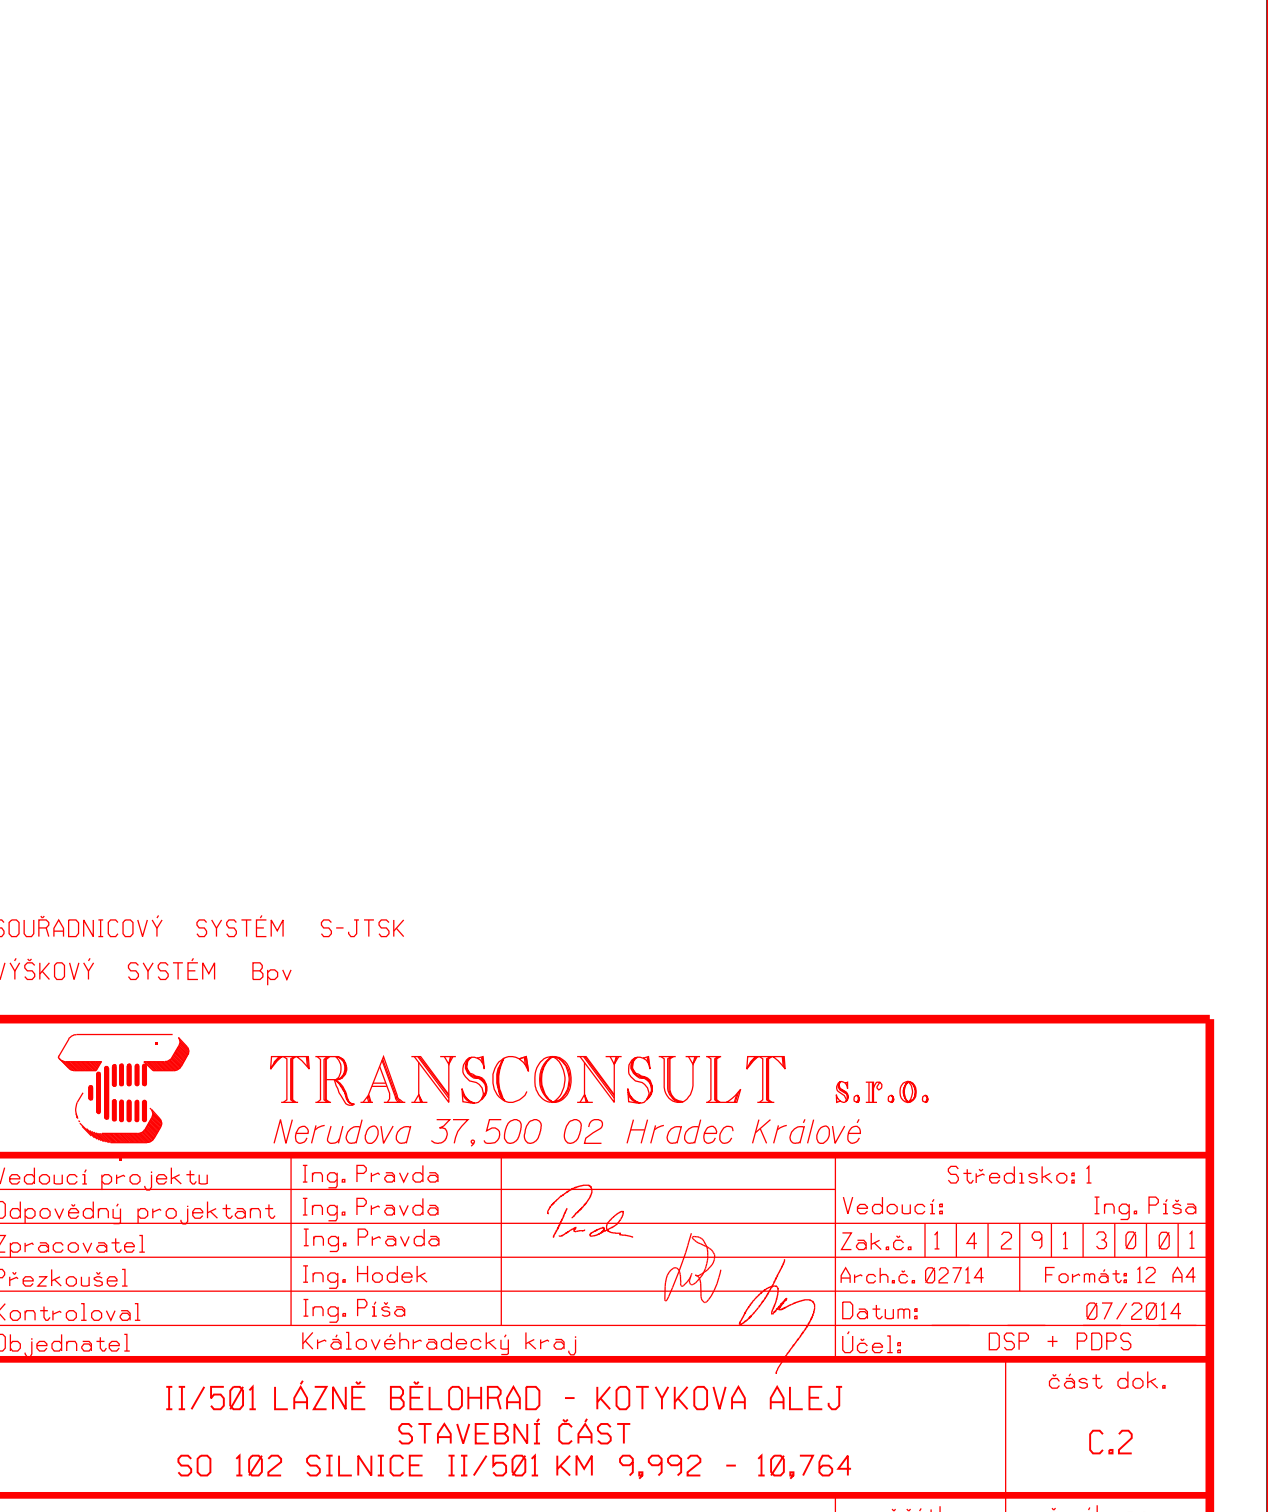 SOUŘADNICOVÝ SYSTÉM S-JTSK
VÝŠKOVÝ SYSTÉM Bpv
TRANSCONSULT s.r.o.
Nerudova 37,500 02 Hradec Králové
Vedoucí projektu Ing. Pravda
Odpovědný projektant Ing. Pravda
Zpracovatel Ing. Pravda
Přezkoušel Ing. Hodek
Kontroloval Ing. Píša
Objednatel Královéhradecký kraj
Středisko: 1
Vedoucí: Ing. Píša
Zak.č. 1 4 2 9 1 3 0 0 1
Arch.č. 02714 Formát: 12 A4
Datum: 07/2014
Účel: DSP + PDPS
II/501 LÁZNĚ BĚLOHRAD - KOTYKOVA ALEJ
STAVEBNÍ ČÁST
SO 102 SILNICE II/501 KM 9,992 - 10,764
část dok.
C.2